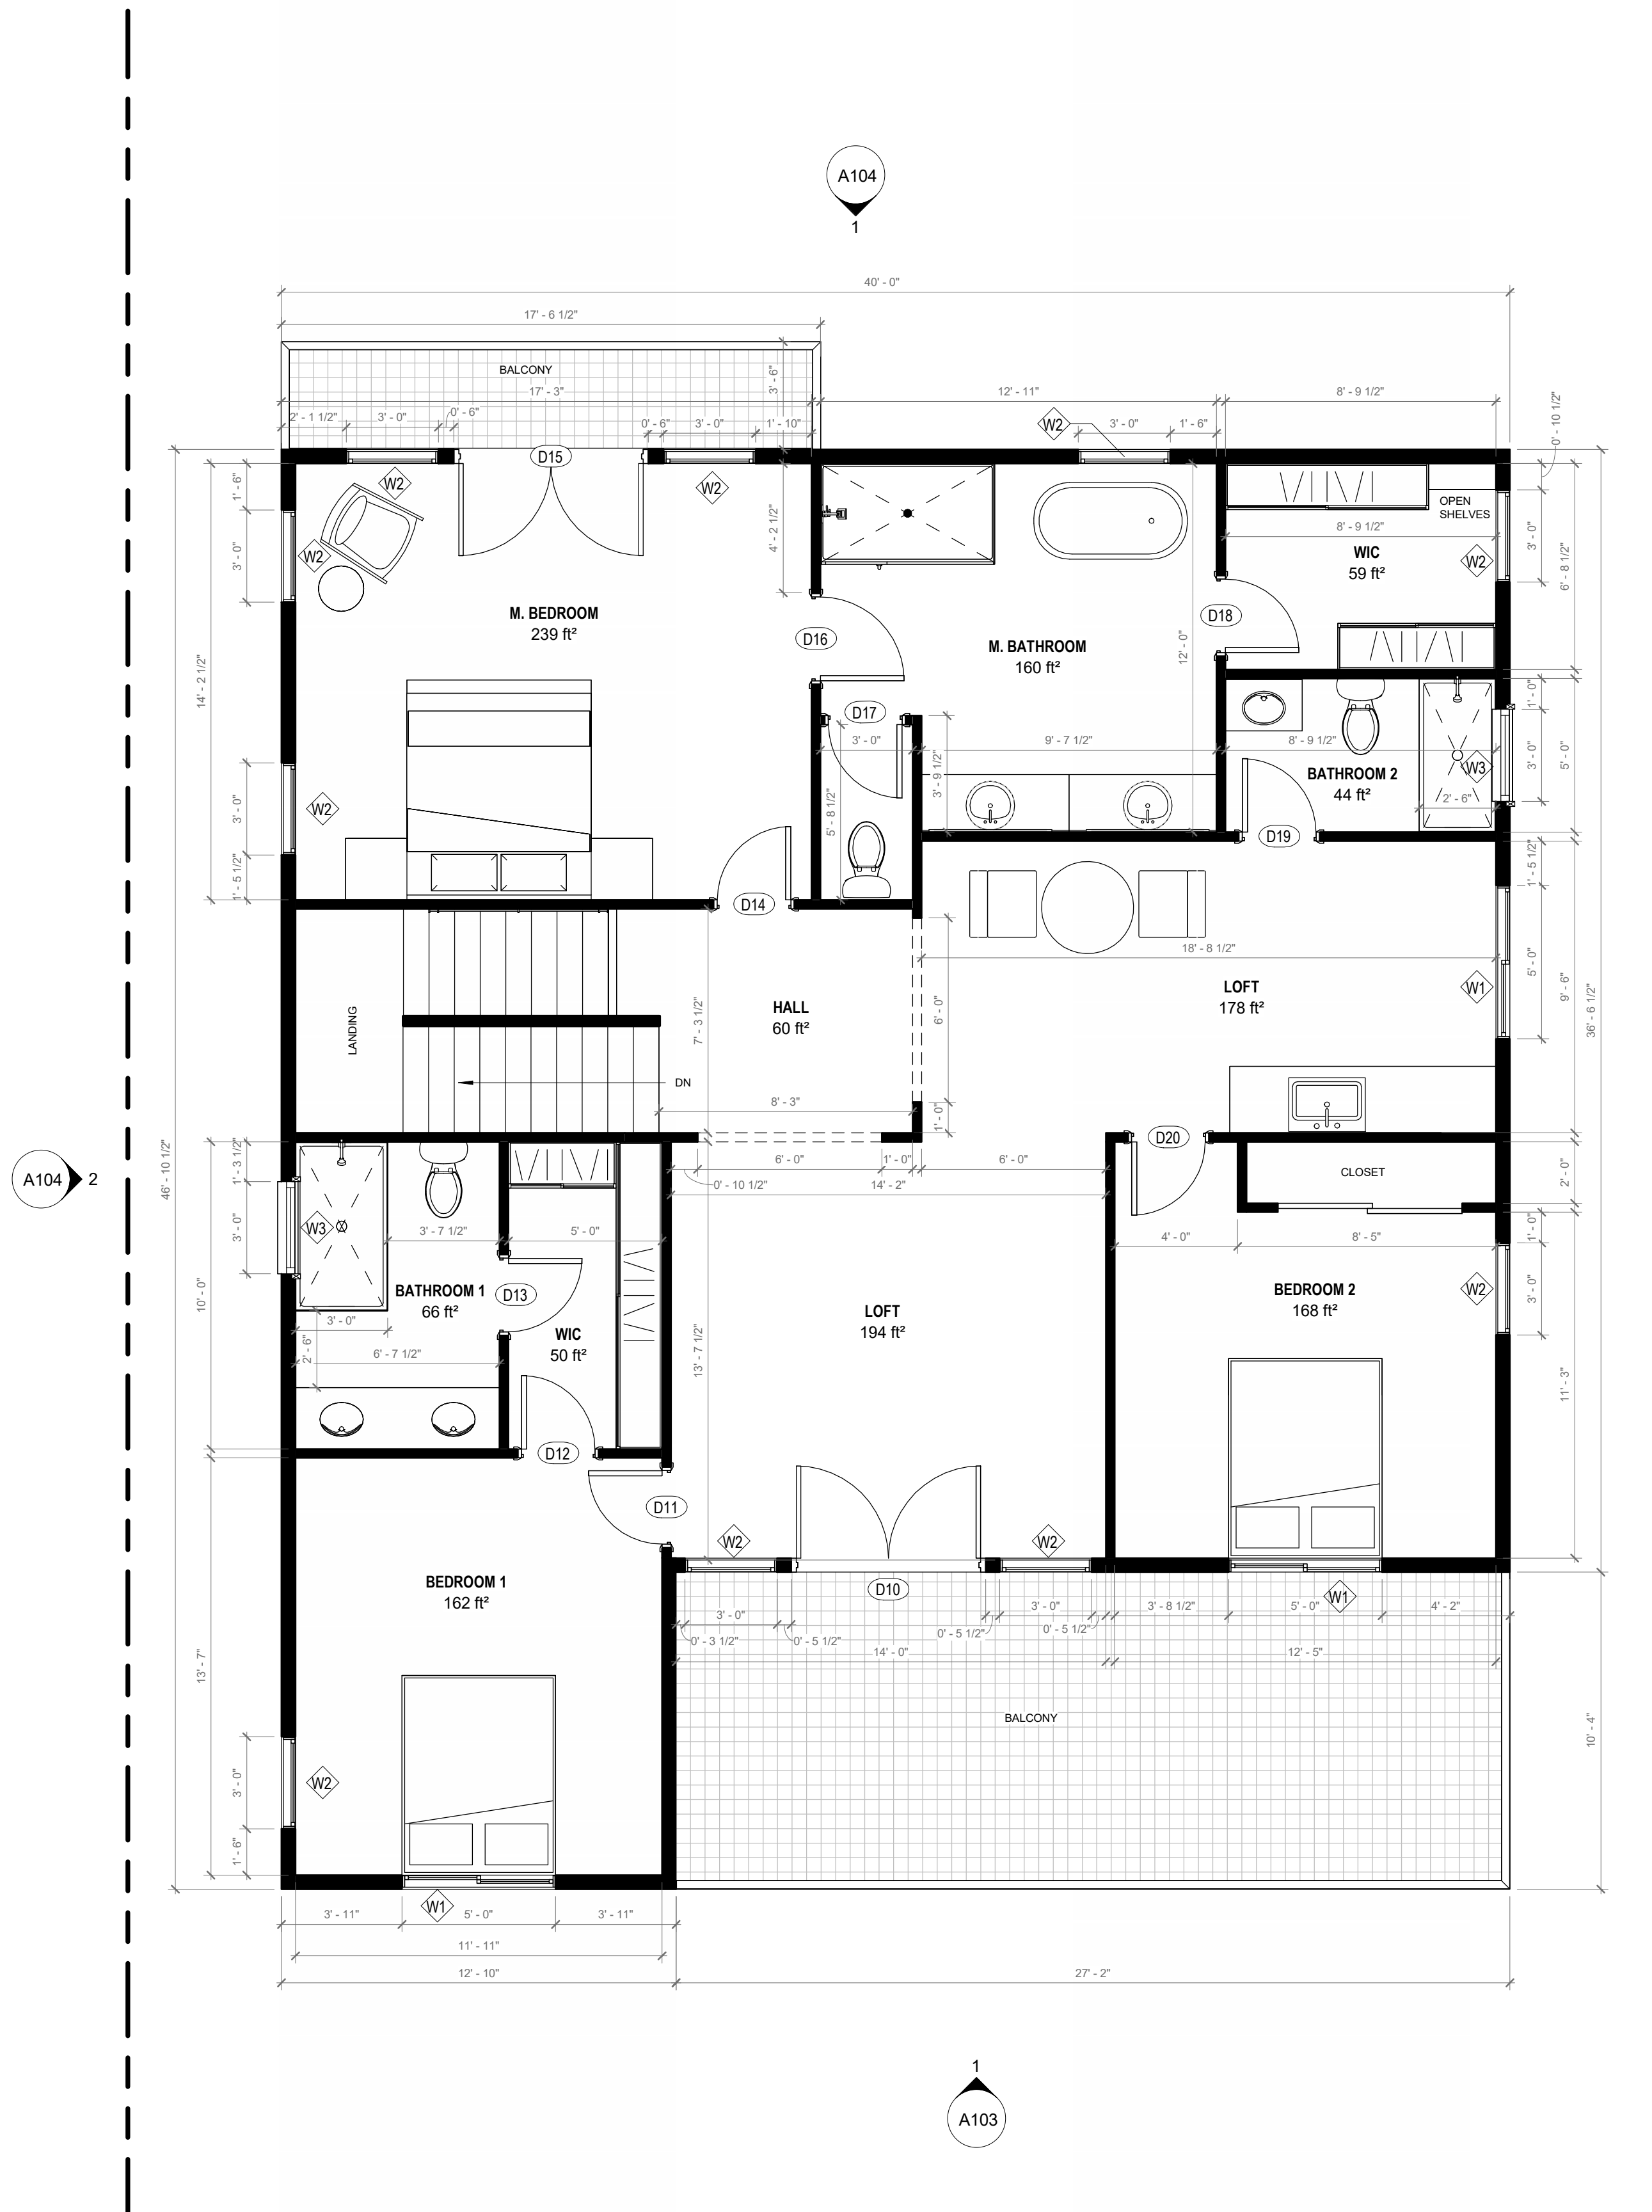 A104
1
40' - 0"
17' - 6 1/2"
BALCONY
3' - 6"
17' - 3"
12' - 11"
8' - 9 1/2"
0' - 10 1/2"
2' - 1 1/2"
3' - 0"
0' - 6"
0' - 6"
3' - 0"
1' - 10"
W2
3' - 0"
1' - 6"
D15
1' - 6"
W2
W2
4' - 2 1/2"
OPEN
SHELVES
8' - 9 1/2"
3' - 0"
W2
3' - 0"
6' - 8 1/2"
WIC
59 ft²
W2
M. BEDROOM
239 ft²
D16
D18
M. BATHROOM
160 ft²
12' - 0"
14' - 2 1/2"
D17
1' - 0"
3' - 0"
9' - 7 1/2"
8' - 9 1/2"
3' - 0"
5' - 0"
W3
BATHROOM 2
44 ft²
2' - 6"
3' - 9 1/2"
5' - 8 1/2"
W2
3' - 0"
D19
1' - 5 1/2"
1' - 5 1/2"
D14
18' - 8 1/2"
5' - 0"
9' - 6"
LOFT
178 ft²
W1
36' - 6 1/2"
HALL
60 ft²
7' - 3 1/2"
6' - 0"
LANDING
DN
8' - 3"
1' - 0"
D20
46' - 10 1/2"
A104
2
1' - 3 1/2"
6' - 0"
1' - 0"
6' - 0"
0' - 10 1/2"
14' - 2"
CLOSET
2' - 0"
W3
3' - 0"
3' - 7 1/2"
5' - 0"
4' - 0"
8' - 5"
1' - 0"
10' - 0"
BATHROOM 1
66 ft²
D13
BEDROOM 2
168 ft²
W2
3' - 0"
LOFT
194 ft²
3' - 0"
2' - 6"
6' - 7 1/2"
WIC
50 ft²
13' - 7 1/2"
11' - 3"
D12
D11
W2
W2
BEDROOM 1
162 ft²
D10
W1
3' - 0"
3' - 0"
3' - 8 1/2"
5' - 0"
4' - 2"
0' - 3 1/2"
0' - 5 1/2"
0' - 5 1/2"
0' - 5 1/2"
14' - 0"
12' - 5"
13' - 7"
BALCONY
10' - 4"
W2
3' - 0"
1' - 6"
W1
3' - 11"
5' - 0"
3' - 11"
11' - 11"
12' - 10"
27' - 2"
1
A103